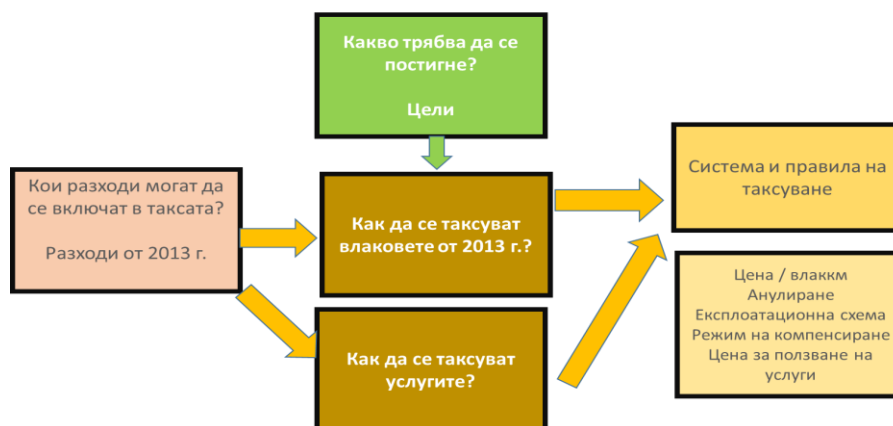 Какво трябва да се
постигне?
Цели
Кои разходи могат да
се включат в таксата?
Разходи от 2013 г.
Как да се таксуват
влаковете от 2013 г.?
Как да се таксуват
услугите?
Система и правила на
таксуване
Цена / влаккм
Анулиране
Експлоатационна схема
Режим на компенсиране
Цена за ползване на
услуги